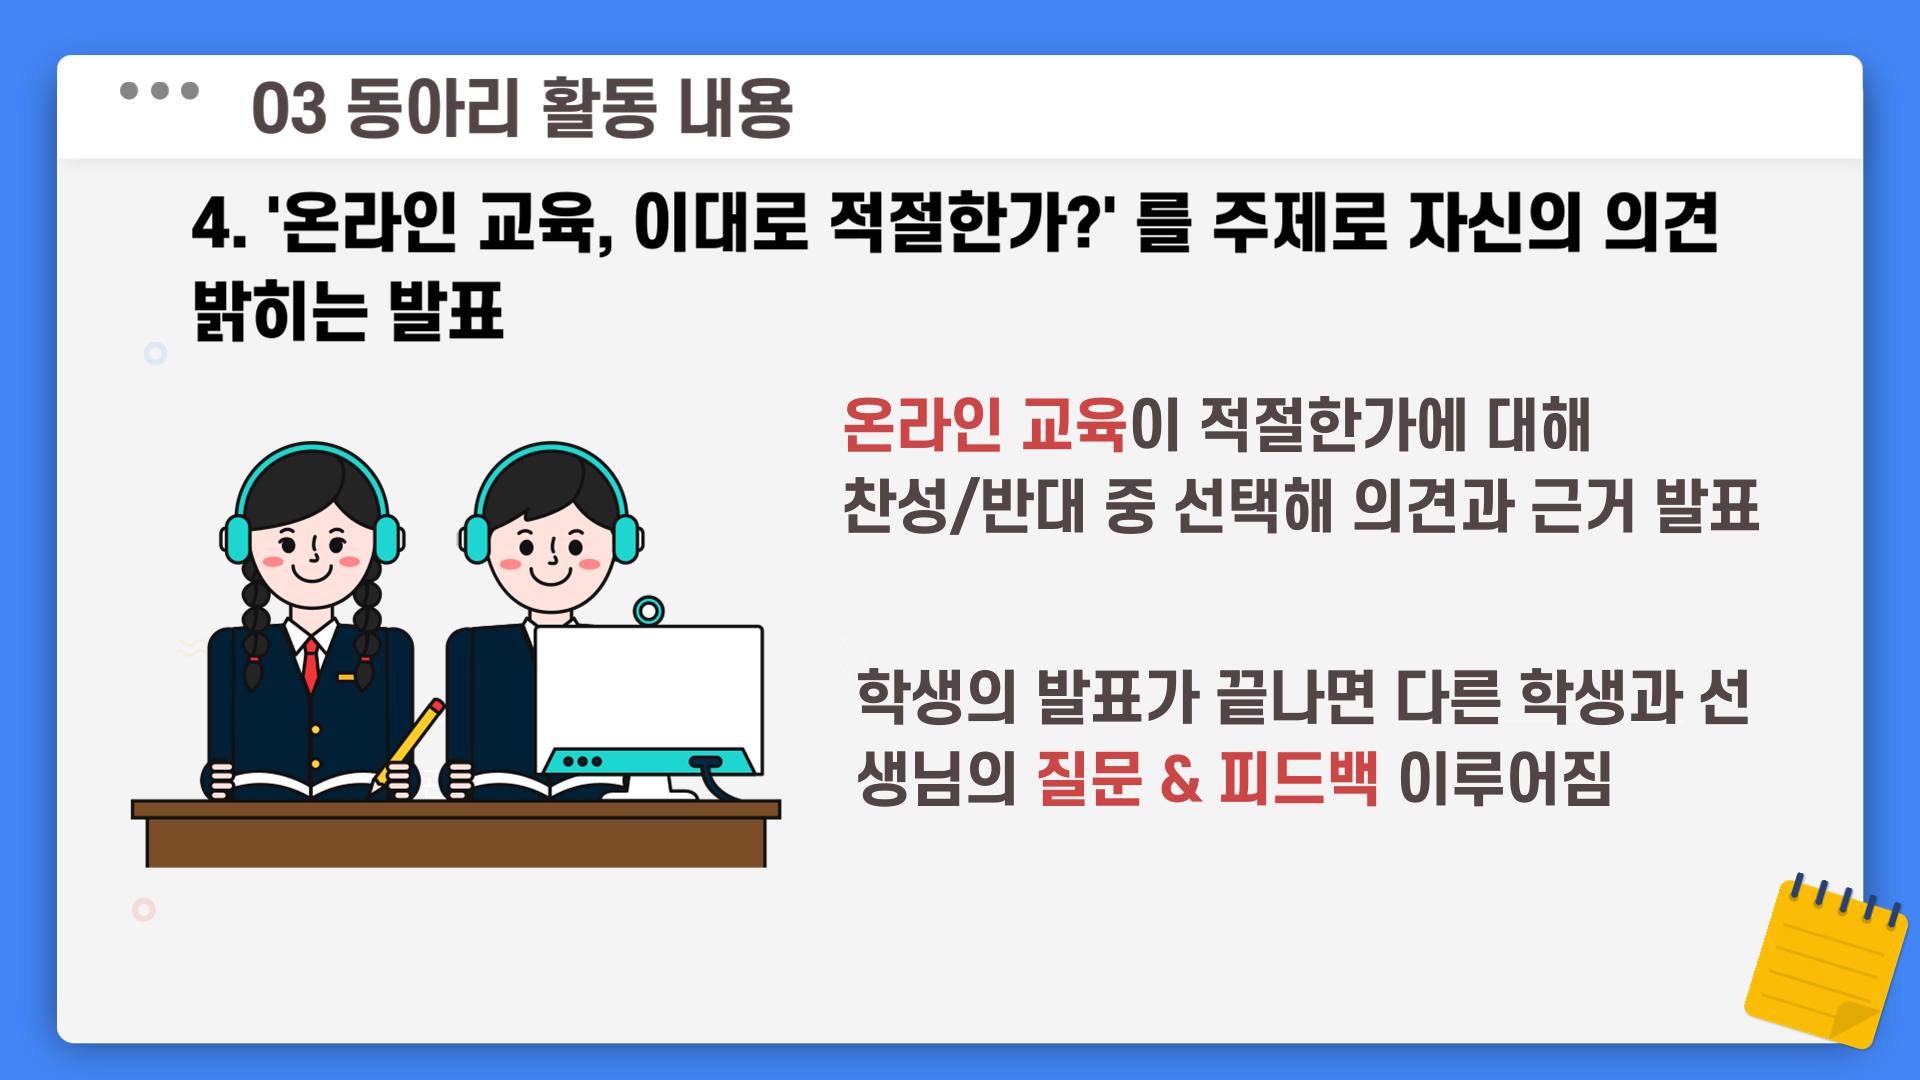 03 동아리 활동 내용
4. '온라인 교육, 이대로 적절한가?' 를 주제로 자신의 의견
밝히는 발표
온라인 교육이 적절한가에 대해
찬성/반대 중 선택해 의견과 근거 발표
학생의 발표가 끝나면 다른 학생과 선
생님의 질문 & 피드백 이루어짐